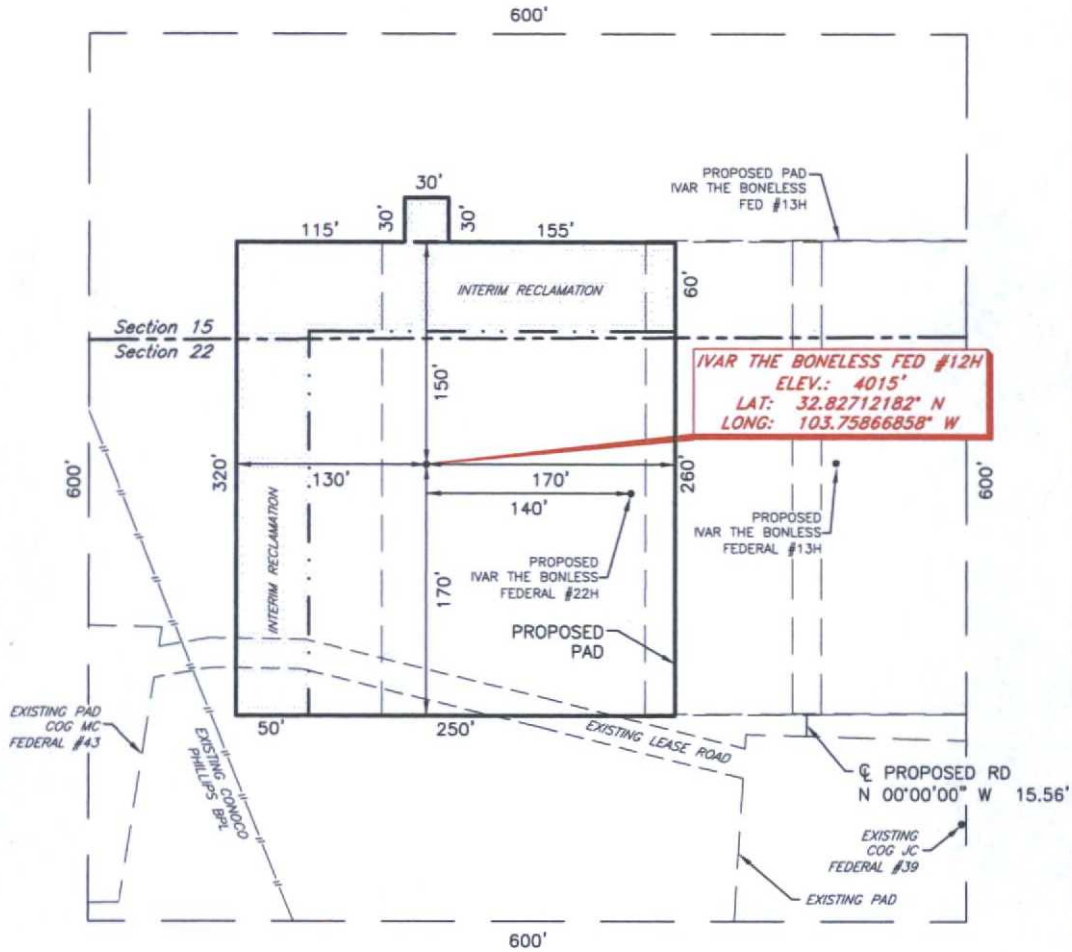 600'
PROPOSED PAD
IVAR THE BONELESS
FED #13H
30'
30'
30'
115'
155'
INTERIM RECLAMATION
60'
Section 15
Section 22
IVAR THE BONELESS FED #12H
ELEV.: 4015'
LAT: 32.82712182° N
LONG: 103.75866858° W
150'
600'
320'
130'
170'
140'
260'
600'
INTERIM RECLAMATION
PROPOSED
IVAR THE BONLESS
FEDERAL #13H
PROPOSED
IVAR THE BONLESS
FEDERAL #22H
170'
PROPOSED
PAD
EXISTING PAD
COG MC
FEDERAL #43
50'
250'
EXISTING LEASE ROAD
EXISTING CONOCO
PHILLIPS BPL
℄ PROPOSED RD
N 00°00'00" W 15.56'
EXISTING
COG JC
FEDERAL #39
EXISTING PAD
600'